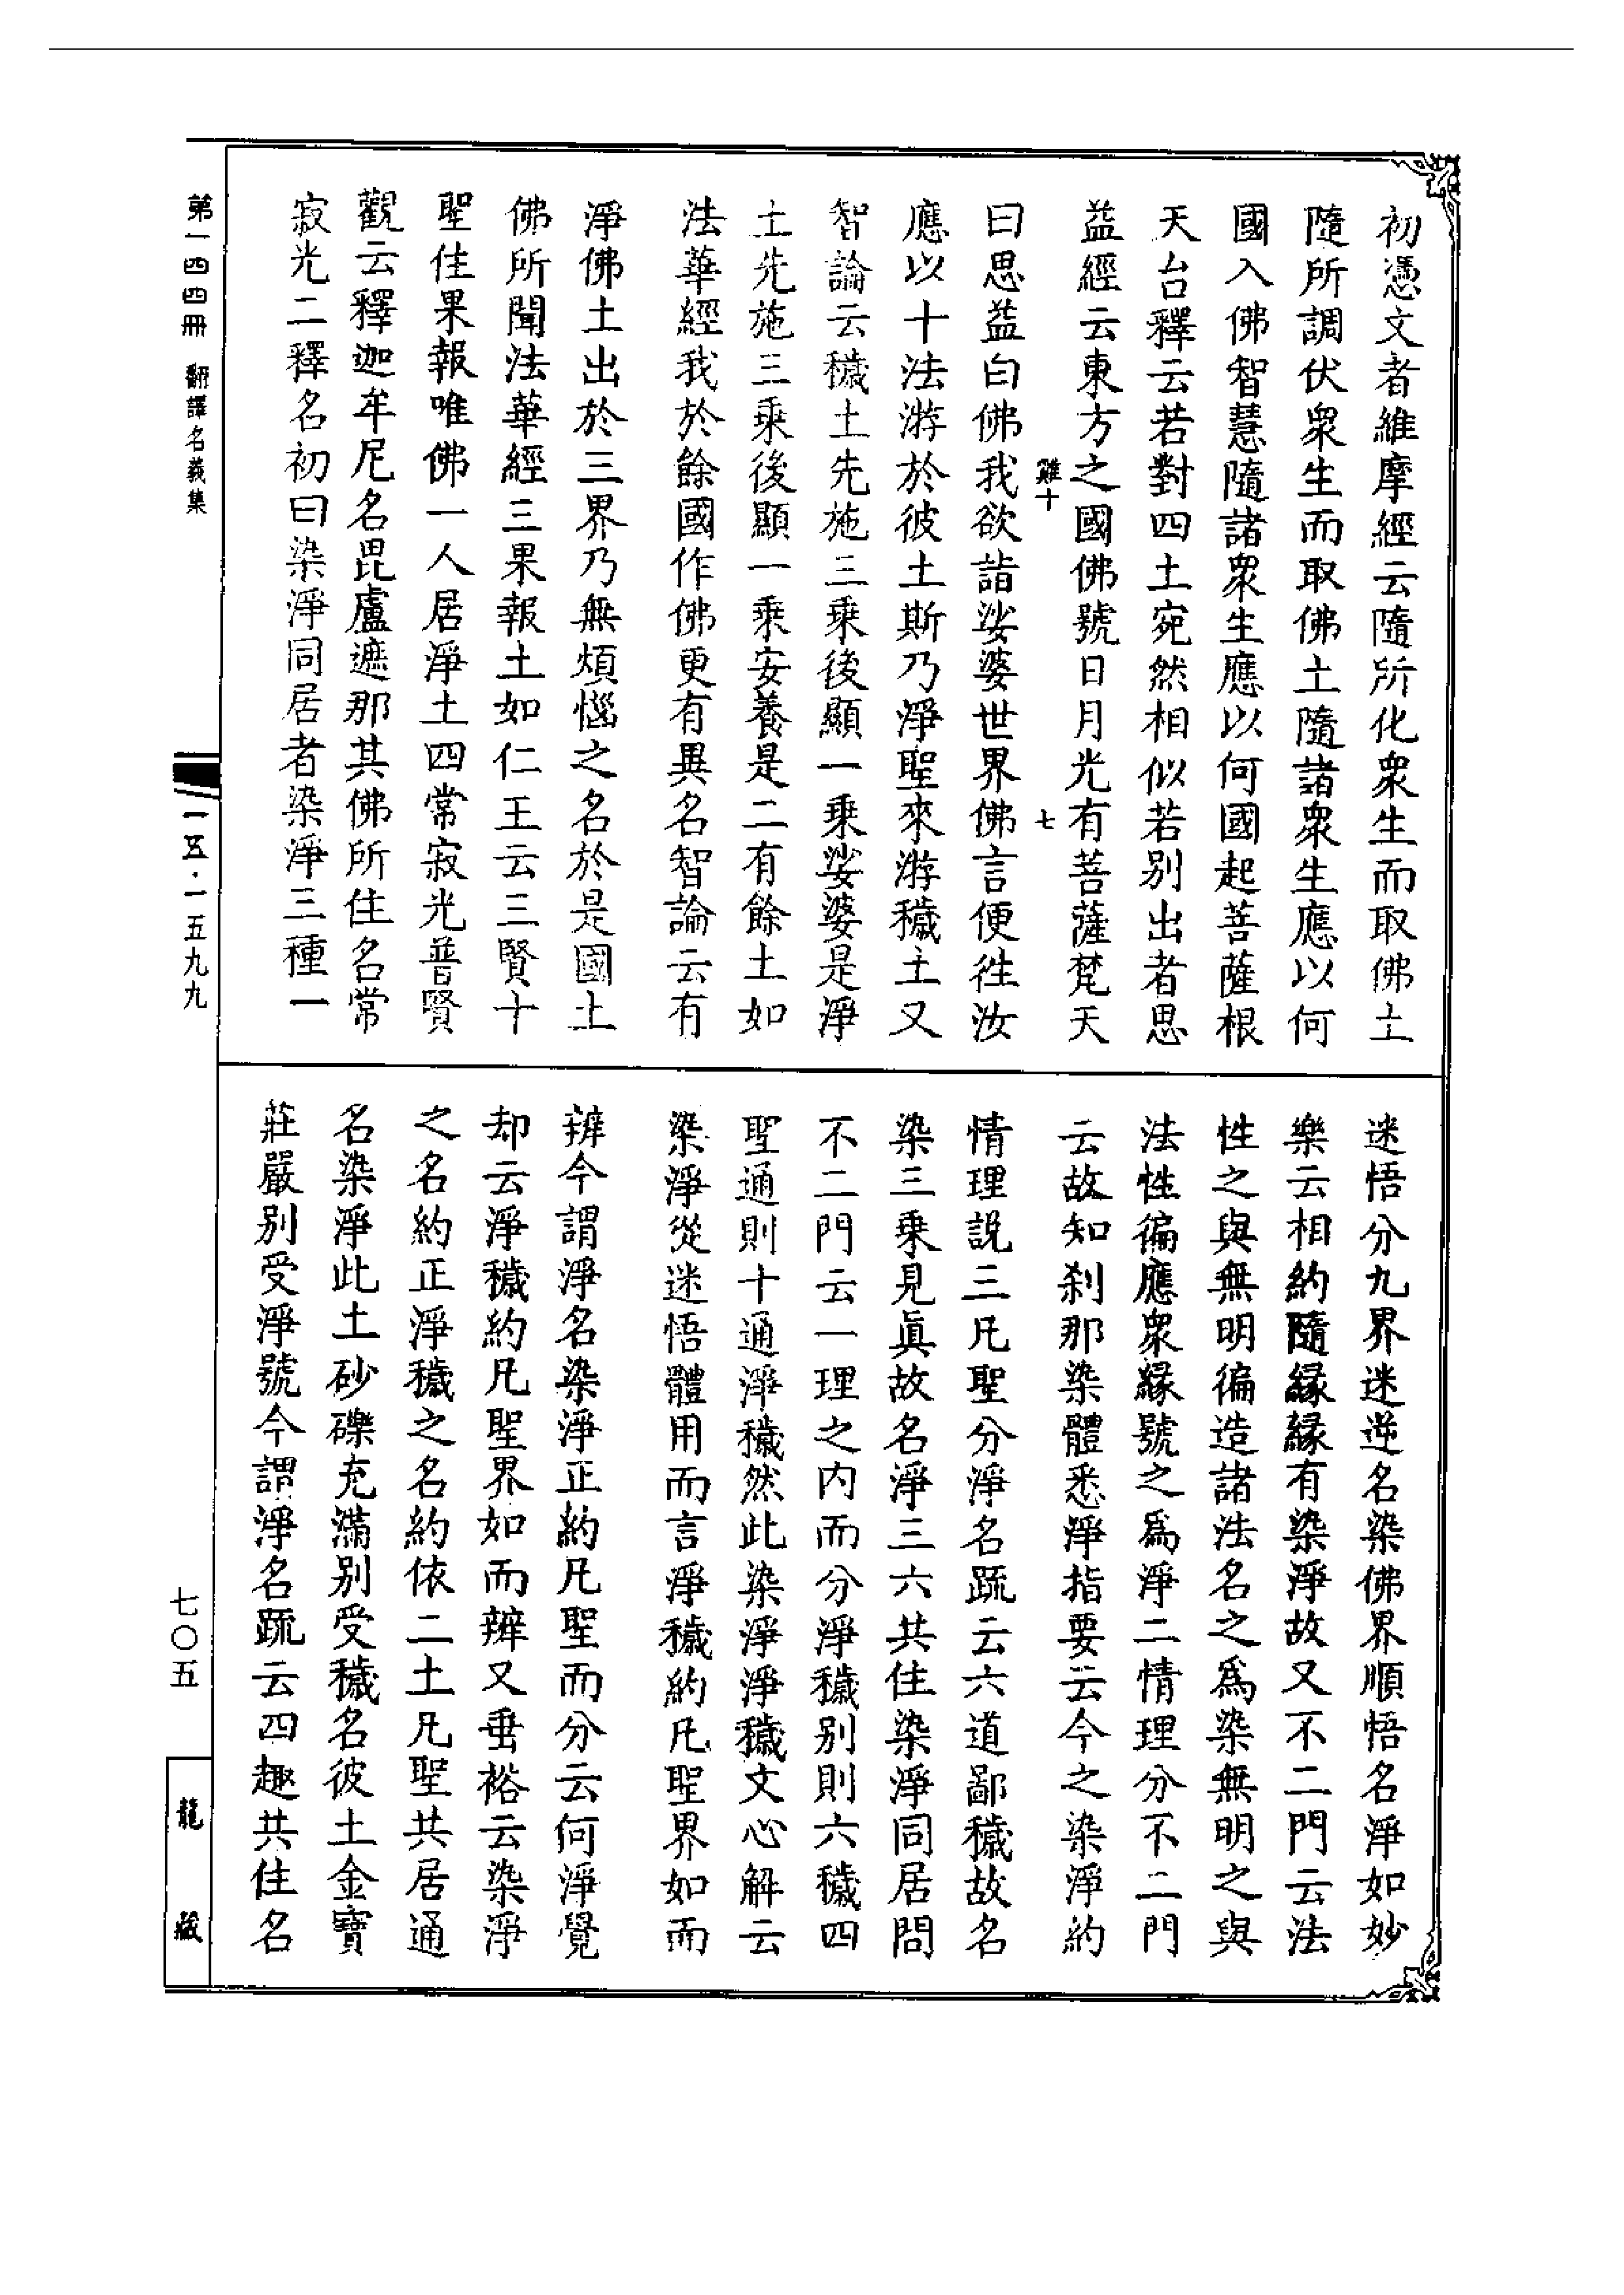 初憑文者維摩經云隨所化衆生而取佛土
隨所調伏衆生而取佛土隨諸衆生應以何
國入佛智慧隨諸衆生應以何國起菩薩根
天台釋云若對四土宛然相似若別出者思
益經云東方之國佛號日月光有菩薩梵天
難十 七
曰思益白佛我欲詣娑婆世界佛言便徃汝
應以十法游於彼土斯乃淨聖來游穢土又
智論云穢土先施三乘後顯一乘娑婆是淨
土先施三乘後顯一乘安養是二有餘土如
法華經我於餘國作佛更有異名智論云有
淨佛土出於三界乃無煩惱之名於是國土
佛所聞法華經三果報土如仁王云三賢十
聖住果報唯佛一人居淨土四常寂光普賢
觀云釋迦牟尼名毘盧遮那其佛所住名常
寂光二釋名初曰染淨同居者染淨三種一
迷悟分九界迷逆名染佛界順悟名淨如妙
樂云相約隨緣緣有染淨故又不二門云法
性之與無明徧造諸法名之爲染無明之與
法性徧應衆緣號之爲淨二情理分不二門
云故知刹那染體悉淨指要云今之染淨約
情理説三凡聖分淨名䟽云六道鄙穢故名
染三乘見眞故名淨三六共住染淨同居問
不二門云一理之内而分淨穢別則六穢四
聖通則十通淨穢然此染淨淨穢文心解云
染淨從迷悟體用而言淨穢約凡聖界如而
辨今謂淨名染淨正約凡聖而分云何淨覺
却云淨穢約凡聖界如而辨又垂裕云染淨
之名約正淨穢之名約依二土凡聖共居通
名染淨此土砂礫充滿別受穢名彼土金寶
莊嚴別受淨號今謂淨名䟽云四趣共住名
第一四四冊 翻譯名義集
一五·一五九九
七〇五
龍藏